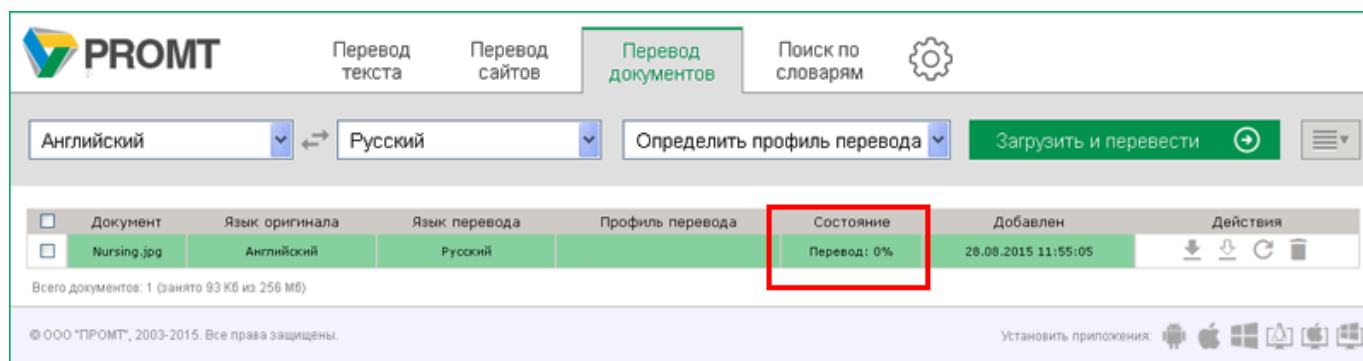 PROMT
Перевод текста
Перевод сайтов
Перевод документов
Поиск по словарям
Английский
Русский
Определить профиль перевода
Загрузить и перевести
Документ Язык оригинала Язык перевода Профиль перевода Состояние Добавлен Действия
Nursing.jpg Английский Русский Перевод: 0% 28.08.2015 11:55:05
Всего документов: 1 (занято 93 Кб из 256 Мб)
© ООО "ПРОМТ", 2003-2015. Все права защищены.
Установить приложения: